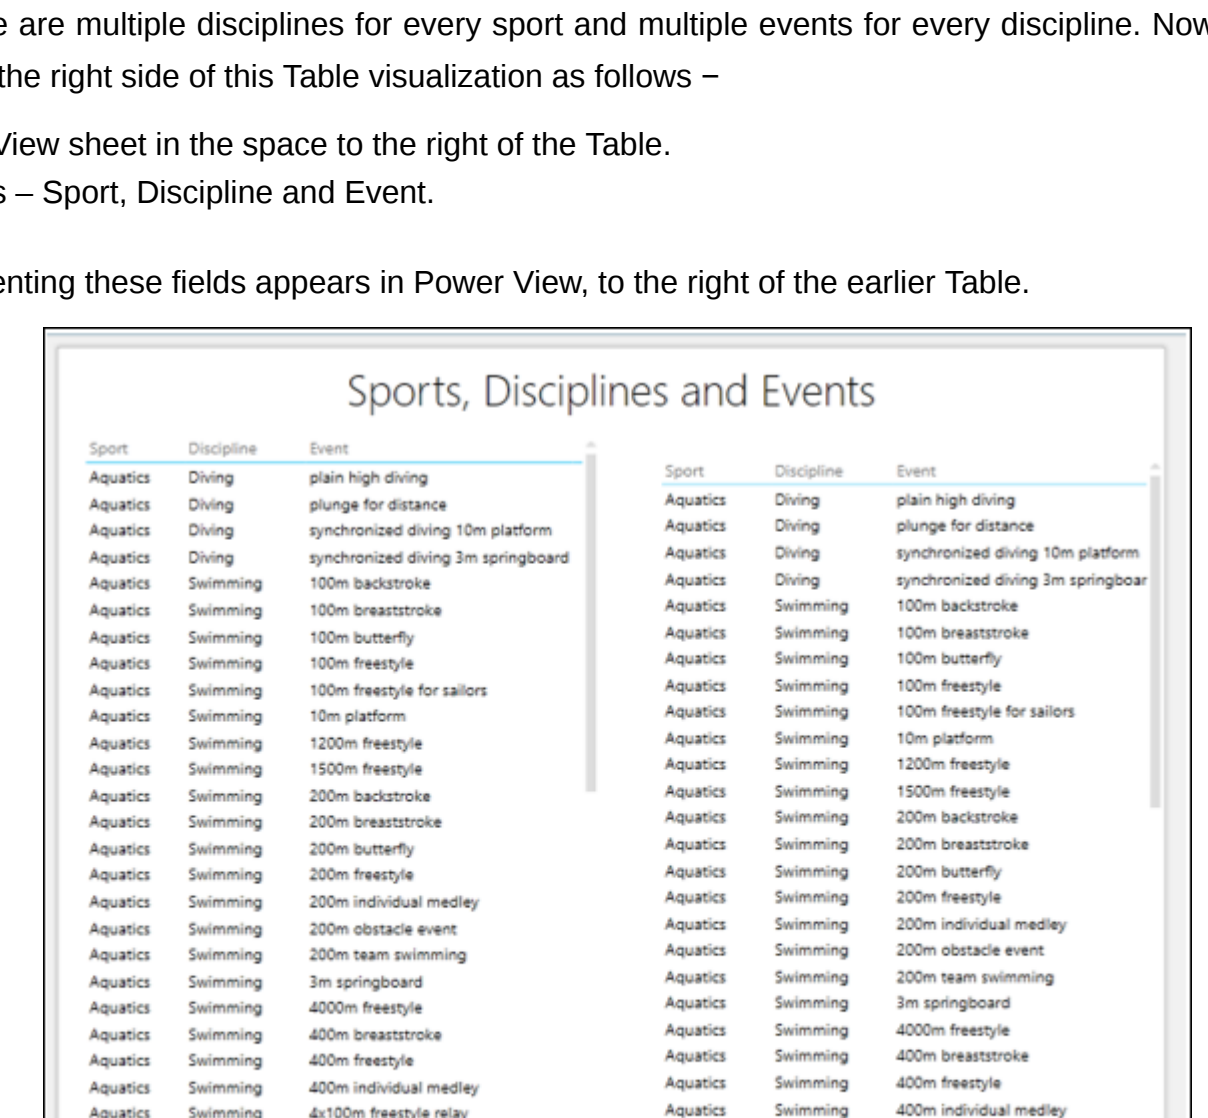 e are multiple disciplines for every sport and multiple events for every discipline. Now
the right side of this Table visualization as follows −
View sheet in the space to the right of the Table.
s – Sport, Discipline and Event.
enting these fields appears in Power View, to the right of the earlier Table.
Sports, Disciplines and Events
Sport Discipline Event
Aquatics Diving plain high diving
Aquatics Diving plunge for distance
Aquatics Diving synchronized diving 10m platform
Aquatics Diving synchronized diving 3m springboard
Aquatics Swimming 100m backstroke
Aquatics Swimming 100m breaststroke
Aquatics Swimming 100m butterfly
Aquatics Swimming 100m freestyle
Aquatics Swimming 100m freestyle for sailors
Aquatics Swimming 10m platform
Aquatics Swimming 1200m freestyle
Aquatics Swimming 1500m freestyle
Aquatics Swimming 200m backstroke
Aquatics Swimming 200m breaststroke
Aquatics Swimming 200m butterfly
Aquatics Swimming 200m freestyle
Aquatics Swimming 200m individual medley
Aquatics Swimming 200m obstacle event
Aquatics Swimming 200m team swimming
Aquatics Swimming 3m springboard
Aquatics Swimming 4000m freestyle
Aquatics Swimming 400m breaststroke
Aquatics Swimming 400m freestyle
Aquatics Swimming 400m individual medley
Aquatics Swimming 4x100m freestyle relay
Sport Discipline Event
Aquatics Diving plain high diving
Aquatics Diving plunge for distance
Aquatics Diving synchronized diving 10m platform
Aquatics Diving synchronized diving 3m springboar
Aquatics Swimming 100m backstroke
Aquatics Swimming 100m breaststroke
Aquatics Swimming 100m butterfly
Aquatics Swimming 100m freestyle
Aquatics Swimming 100m freestyle for sailors
Aquatics Swimming 10m platform
Aquatics Swimming 1200m freestyle
Aquatics Swimming 1500m freestyle
Aquatics Swimming 200m backstroke
Aquatics Swimming 200m breaststroke
Aquatics Swimming 200m butterfly
Aquatics Swimming 200m freestyle
Aquatics Swimming 200m individual medley
Aquatics Swimming 200m obstacle event
Aquatics Swimming 200m team swimming
Aquatics Swimming 3m springboard
Aquatics Swimming 4000m freestyle
Aquatics Swimming 400m breaststroke
Aquatics Swimming 400m freestyle
Aquatics Swimming 400m individual medley